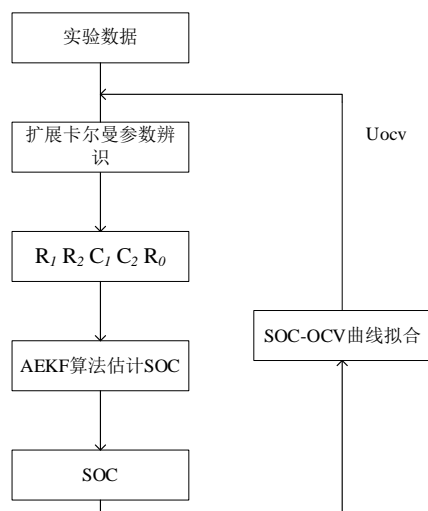 实验数据
扩展卡尔曼参数辨
识
Uocv
R1 R2 C1 C2 R0
SOC-OCV曲线拟合
AEKF算法估计SOC
SOC